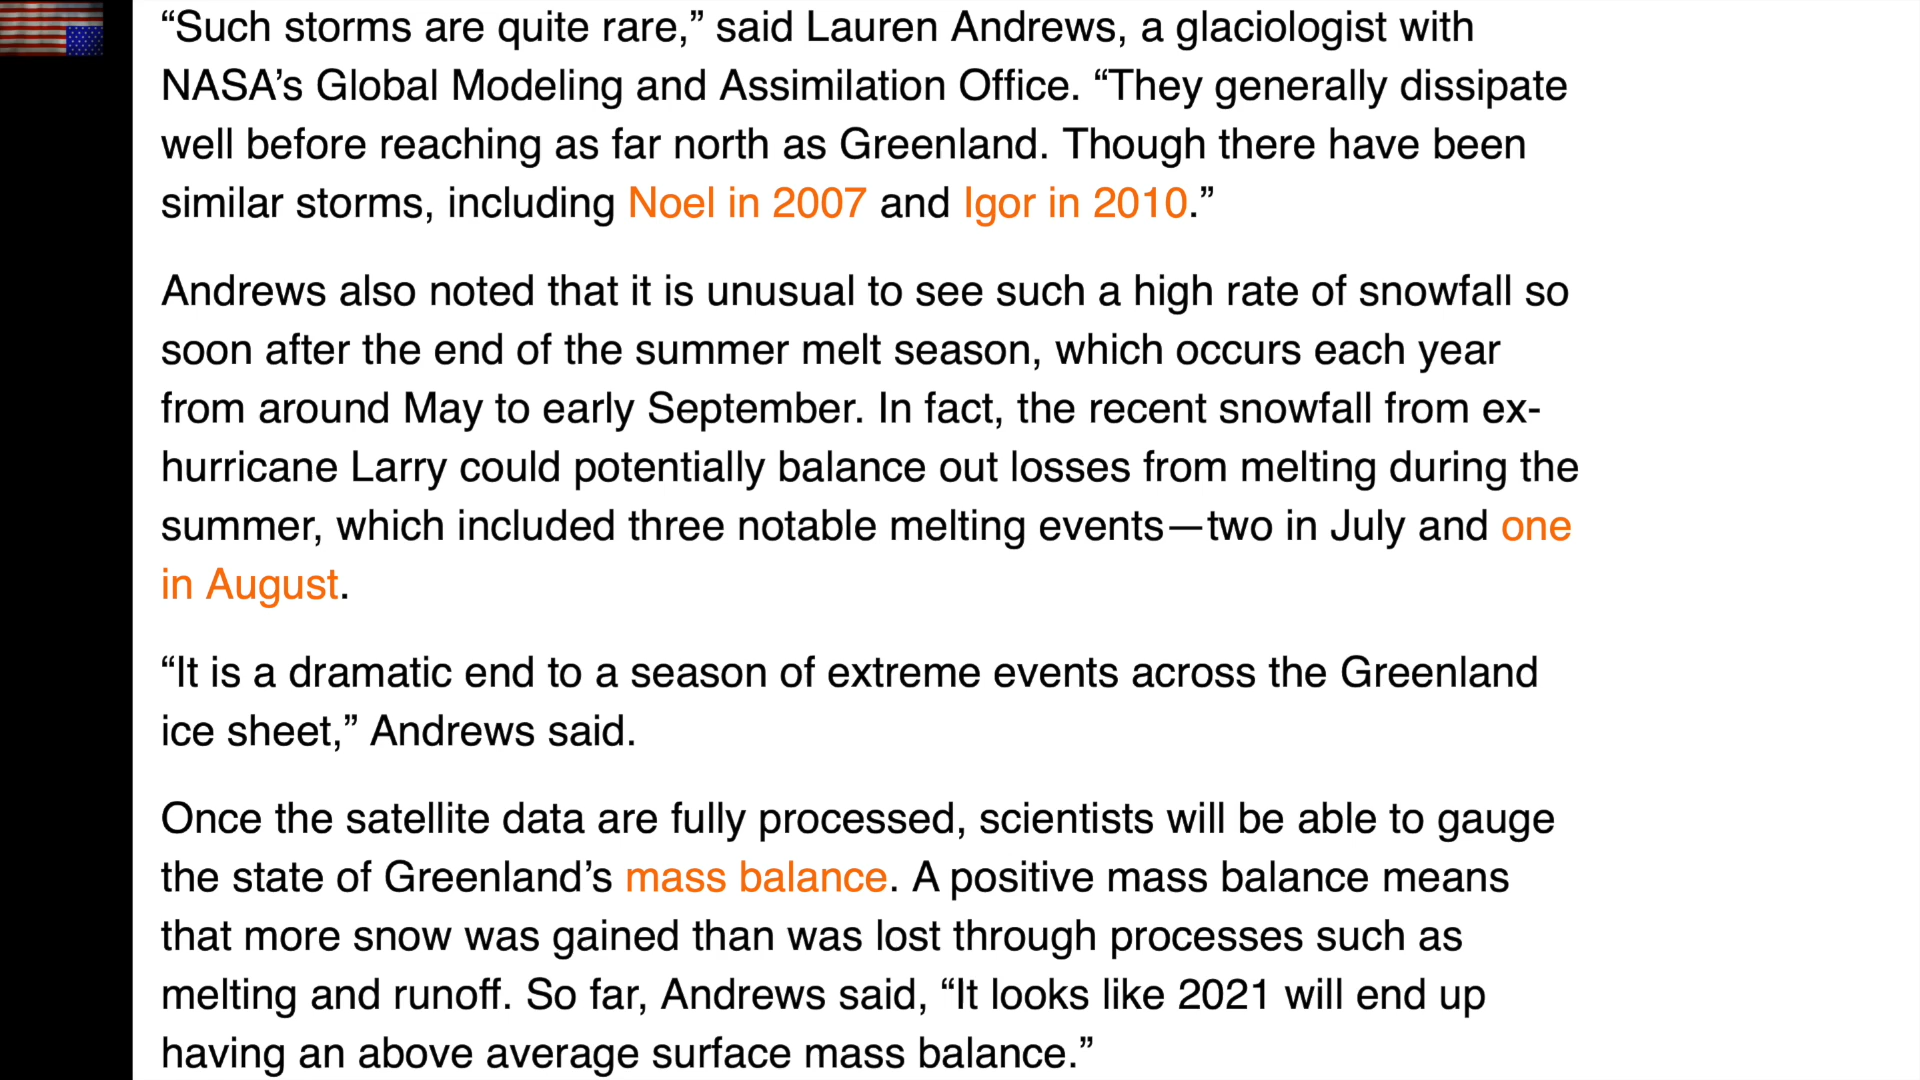 “Such storms are quite rare,” said Lauren Andrews, a glaciologist with
NASA’s Global Modeling and Assimilation Office. “They generally dissipate
well before reaching as far north as Greenland. Though there have been
similar storms, including Noel in 2007 and Igor in 2010.”
Andrews also noted that it is unusual to see such a high rate of snowfall so
soon after the end of the summer melt season, which occurs each year
from around May to early September. In fact, the recent snowfall from ex-
hurricane Larry could potentially balance out losses from melting during the
summer, which included three notable melting events—two in July and one
in August.
“It is a dramatic end to a season of extreme events across the Greenland
ice sheet,” Andrews said.
Once the satellite data are fully processed, scientists will be able to gauge
the state of Greenland’s mass balance. A positive mass balance means
that more snow was gained than was lost through processes such as
melting and runoff. So far, Andrews said, “It looks like 2021 will end up
having an above average surface mass balance.”